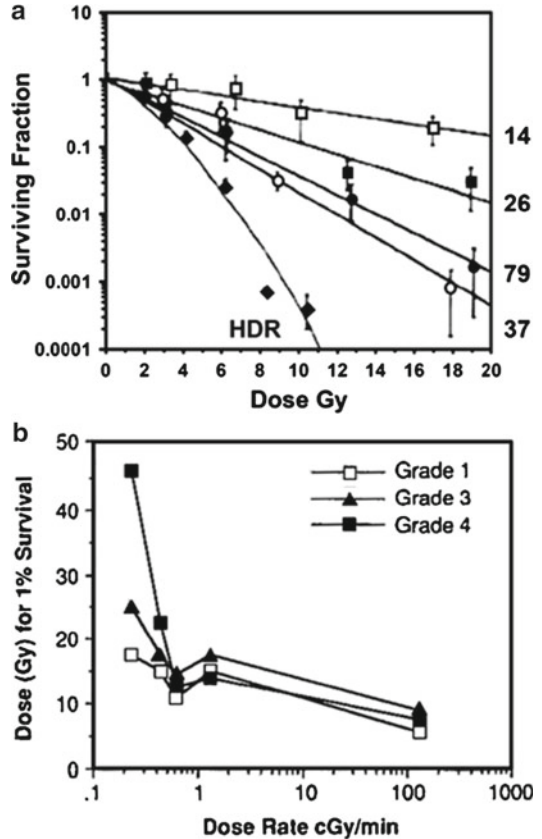 a
1
0.1
0.01
0.001
0.0001
Surviving Fraction
14
26
79
37
HDR
0 2 4 6 8 10 12 14 16 18 20
Dose Gy
b
50
40
30
20
10
0
Dose (Gy) for 1% Survival
Grade 1
Grade 3
Grade 4
.1 1 10 100 1000
Dose Rate cGy/min